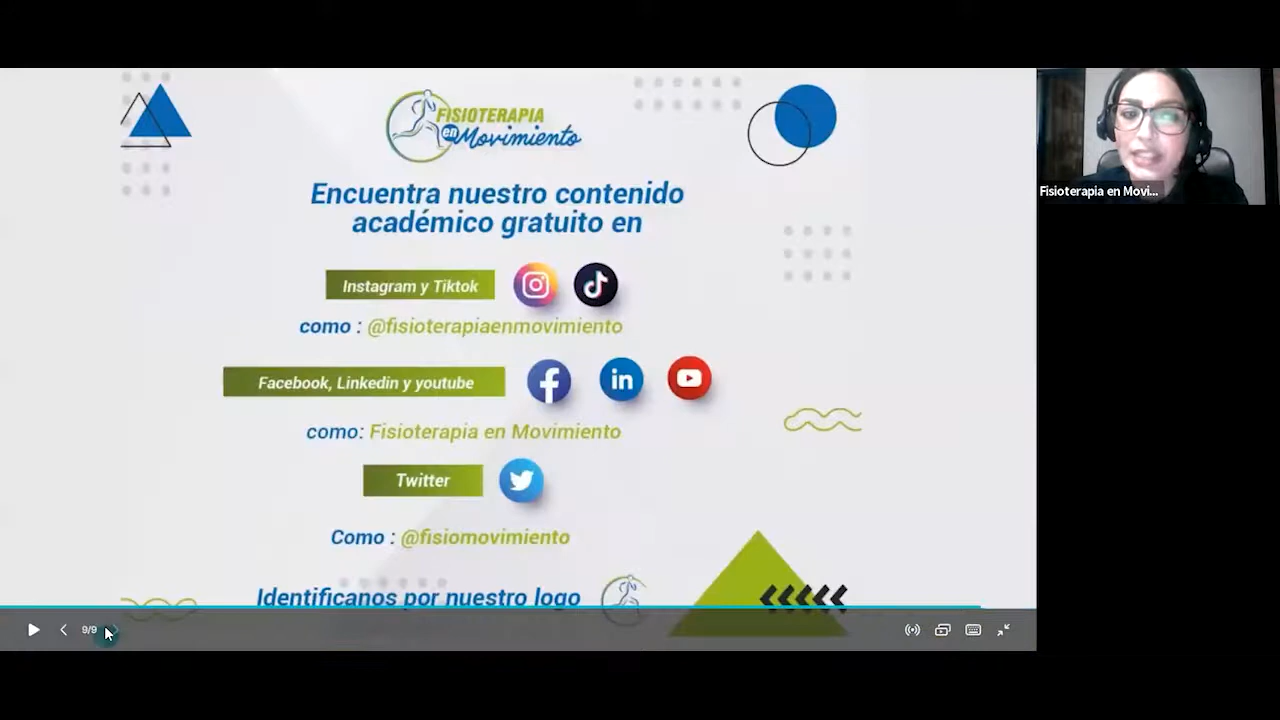 FISIOTERAPIA
en Movimiento
Encuentra nuestro contenido
académico gratuito en
Instagram y Tiktok
como : @fisioterapiaenmovimiento
Facebook, Linkedin y youtube
in
como: Fisioterapia en Movimiento
Twitter
Como : @fisiomovimiento
Identificanos por nuestro logo
9/9
Fisioterapia en Movi...